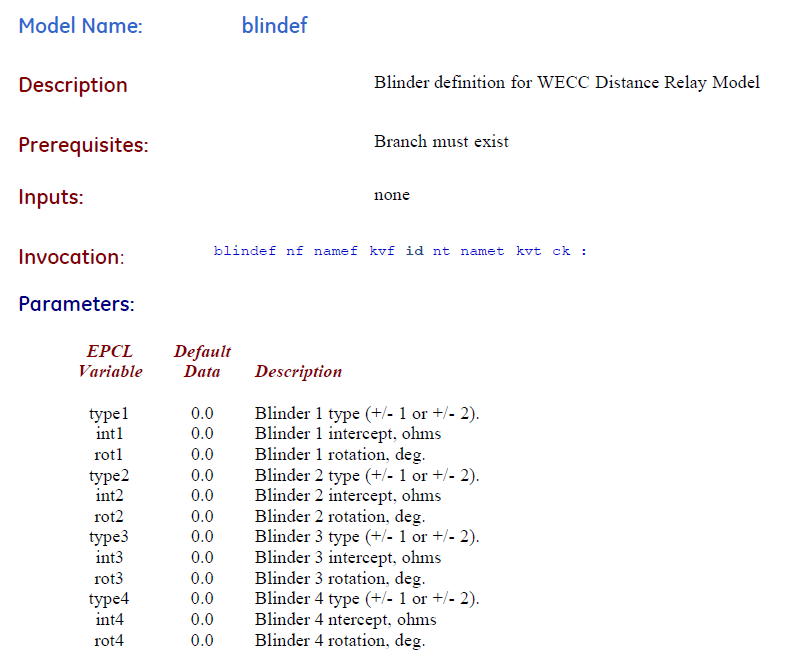 Model Name: blindef
Description Blinder definition for WECC Distance Relay Model
Prerequisites: Branch must exist
Inputs: none
Invocation: blindef nf namef kvf id nt namet kvt ck :
Parameters:
EPCL Default
Variable Data Description
type1 0.0 Blinder 1 type (+/- 1 or +/- 2).
int1 0.0 Blinder 1 intercept, ohms
rot1 0.0 Blinder 1 rotation, deg.
type2 0.0 Blinder 2 type (+/- 1 or +/- 2).
int2 0.0 Blinder 2 intercept, ohms
rot2 0.0 Blinder 2 rotation, deg.
type3 0.0 Blinder 3 type (+/- 1 or +/- 2).
int3 0.0 Blinder 3 intercept, ohms
rot3 0.0 Blinder 3 rotation, deg.
type4 0.0 Blinder 4 type (+/- 1 or +/- 2).
int4 0.0 Blinder 4 ntercept, ohms
rot4 0.0 Blinder 4 rotation, deg.